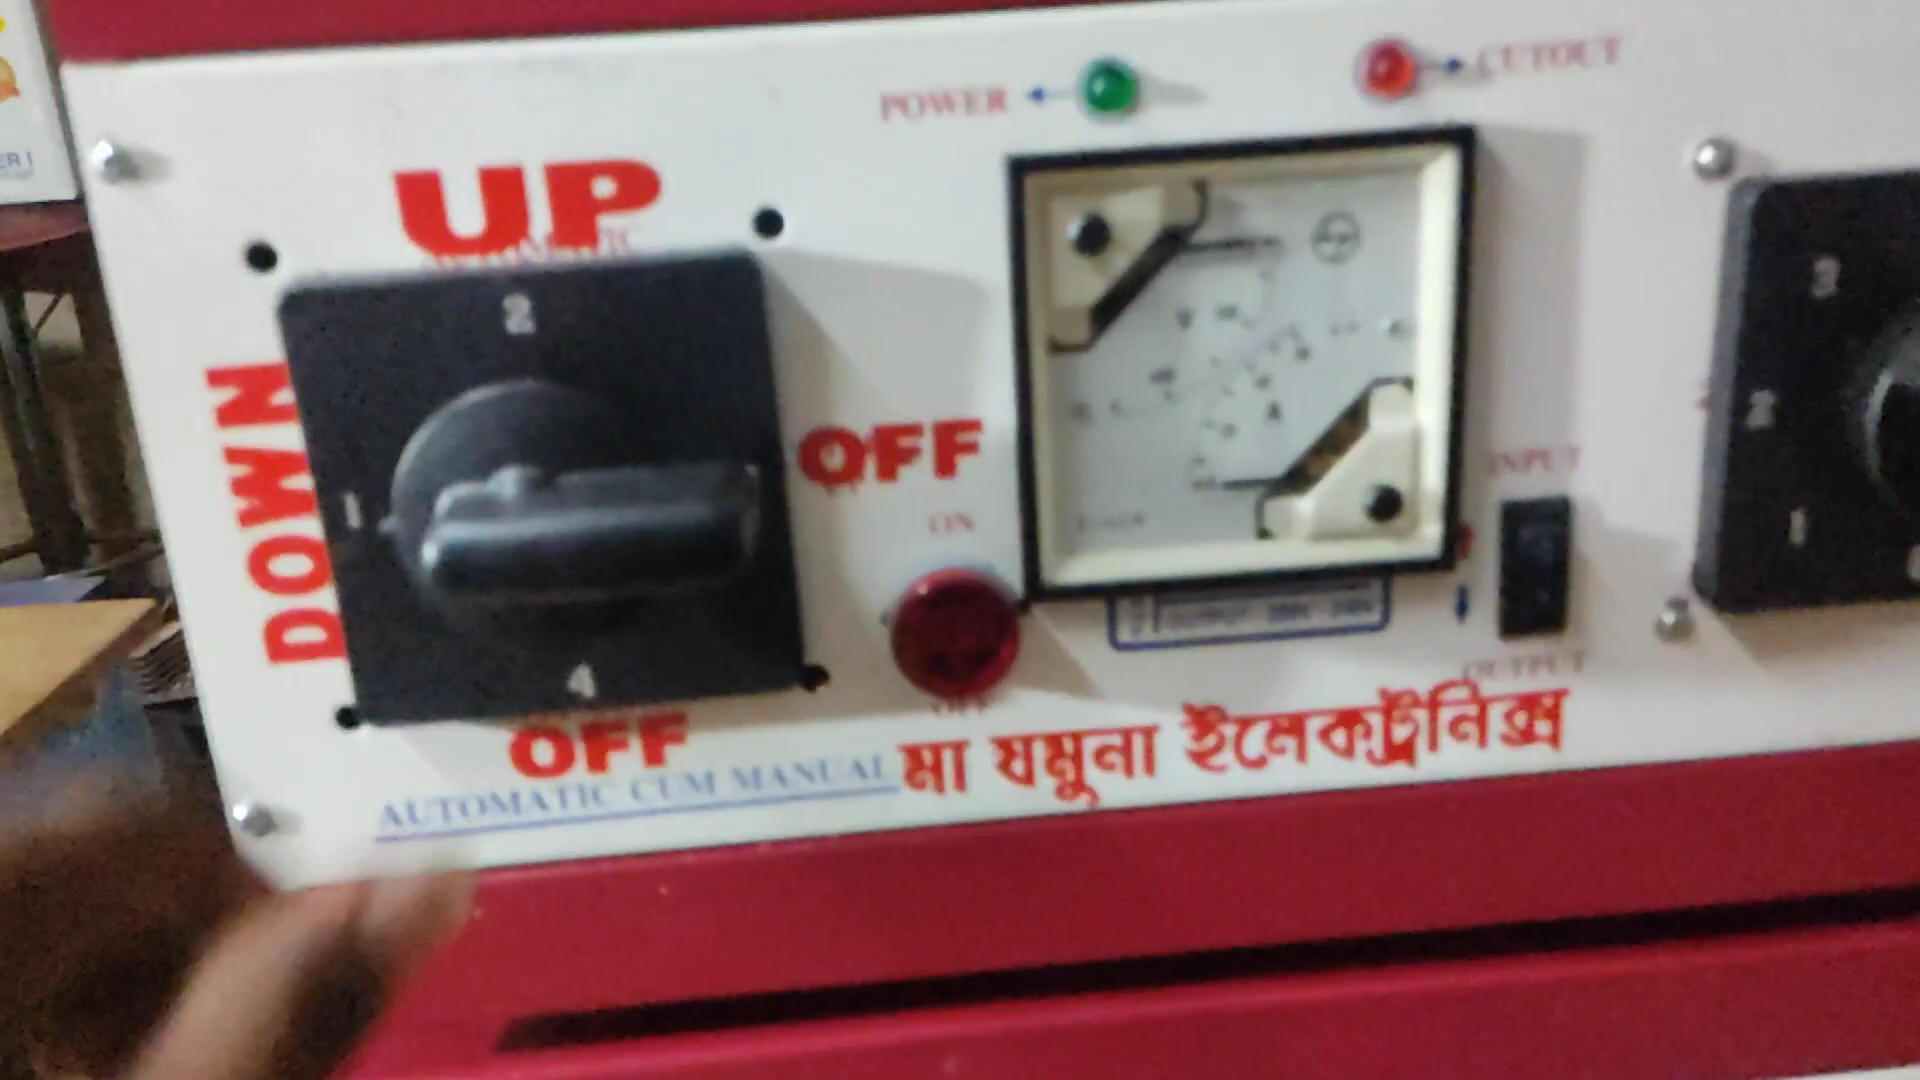 POWER
CUTOUT
UP
2
DOWN
1
OFF
ON
4
OFF
V
A
INPUT
OUTPUT
3
2
1
AUTOMATIC CUM MANUAL
মা যমুনা ইলেকট্রনিক্স